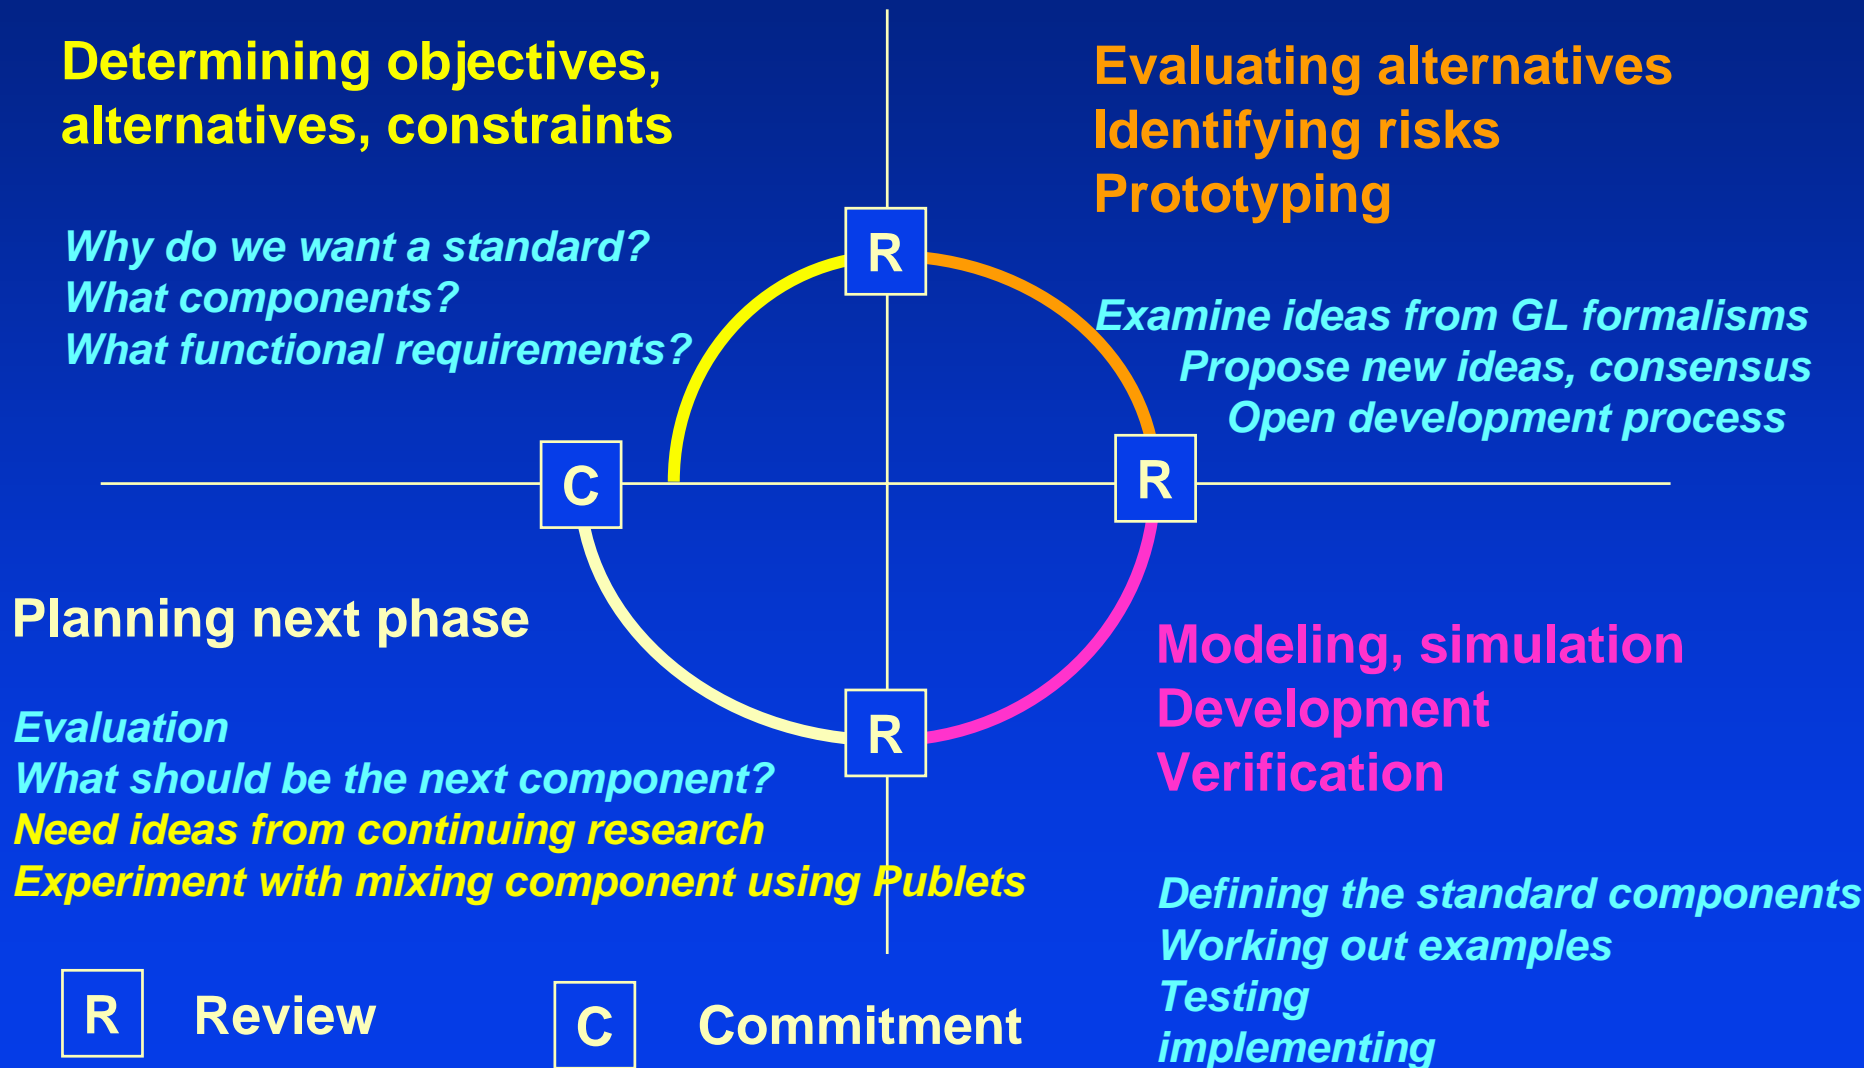 Determining objectives,
alternatives, constraints
Why do we want a standard?
What components?
What functional requirements?
Evaluating alternatives
Identifying risks
Prototyping
Examine ideas from GL formalisms
Propose new ideas, consensus
Open development process
R
C
R
R
Planning next phase
Evaluation
What should be the next component?
Need ideas from continuing research
Experiment with mixing component using Publets
Modeling, simulation
Development
Verification
Defining the standard components
Working out examples
Testing
implementing
R Review
C Commitment